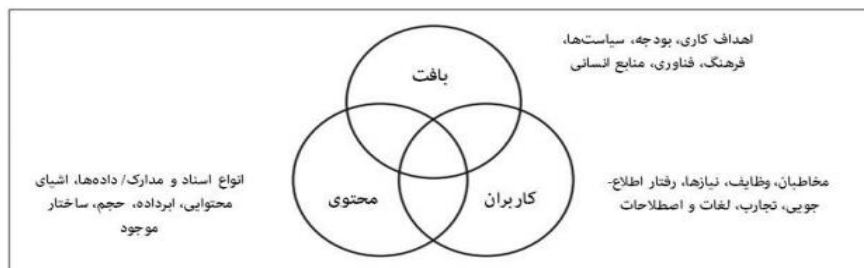 اهداف کاری، بودجه، سیاست‌ها،
فرهنگ، فناوری، منابع انسانی
بافت
مخاطبان، وظایف، نیازها، رفتار اطلاع-
جویی، تجارب، لغات و اصطلاحات
کاربران
محتوی
انواع اسناد و مدارک/ داده‌ها، اشیای
محتوایی، ابرداده، حجم، ساختار
موجود